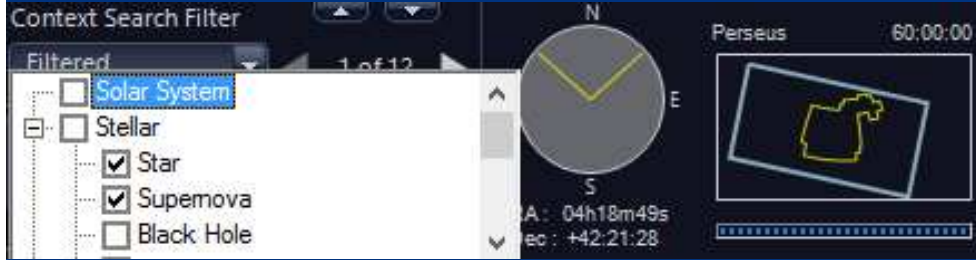 Context Search Filter
Filtered
1 of 12
Solar System
Stellar
Star
Supernova
Black Hole
N
E
S
RA : 04h18m49s
Dec : +42:21:28
Perseus 60:00:00